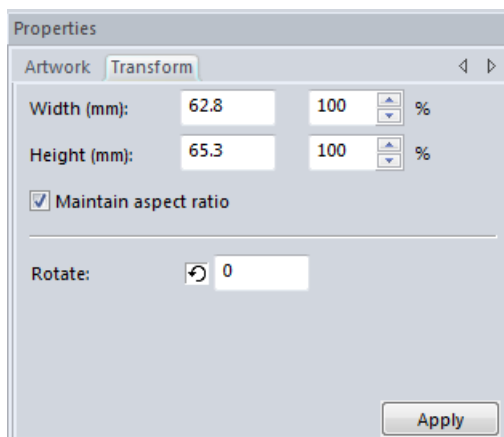 Properties
Artwork Transform
Width (mm): 62.8 100 %
Height (mm): 65.3 100 %
Maintain aspect ratio
Rotate: 0
Apply